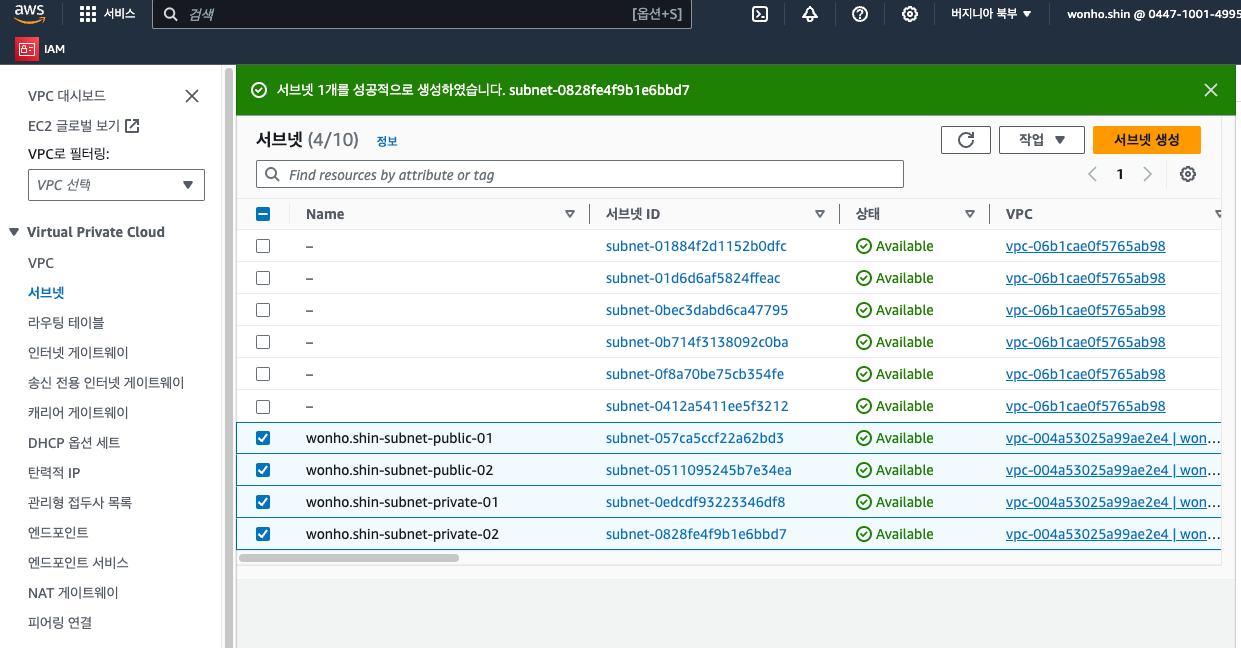 aws 서비스 검색 [옵션+S] 버지니아 북부 wonho.shin @ 0447-1001-4995
IAM
VPC 대시보드
EC2 글로벌 보기
VPC로 필터링:
VPC 선택
Virtual Private Cloud
VPC
서브넷
라우팅 테이블
인터넷 게이트웨이
송신 전용 인터넷 게이트웨이
캐리어 게이트웨이
DHCP 옵션 세트
탄력적 IP
관리형 접두사 목록
엔드포인트
엔드포인트 서비스
NAT 게이트웨이
피어링 연결
서브넷 1개를 성공적으로 생성하였습니다. subnet-0828fe4f9b1e6bbd7
서브넷 (4/10) 정보 작업 서브넷 생성
Find resources by attribute or tag 1
Name 서브넷 ID 상태 VPC
– subnet-01884f2d1152b0dfc Available vpc-06b1cae0f5765ab98
– subnet-01d6d6af5824ffeac Available vpc-06b1cae0f5765ab98
– subnet-0bec3dabd6ca47795 Available vpc-06b1cae0f5765ab98
– subnet-0b714f3138092c0ba Available vpc-06b1cae0f5765ab98
– subnet-0f8a70be75cb354fe Available vpc-06b1cae0f5765ab98
– subnet-0412a5411ee5f3212 Available vpc-06b1cae0f5765ab98
wonho.shin-subnet-public-01 subnet-057ca5ccf22a62bd3 Available vpc-004a53025a99ae2e4 | won...
wonho.shin-subnet-public-02 subnet-0511095245b7e34ea Available vpc-004a53025a99ae2e4 | won...
wonho.shin-subnet-private-01 subnet-0edcdf93223346df8 Available vpc-004a53025a99ae2e4 | won...
wonho.shin-subnet-private-02 subnet-0828fe4f9b1e6bbd7 Available vpc-004a53025a99ae2e4 | won...